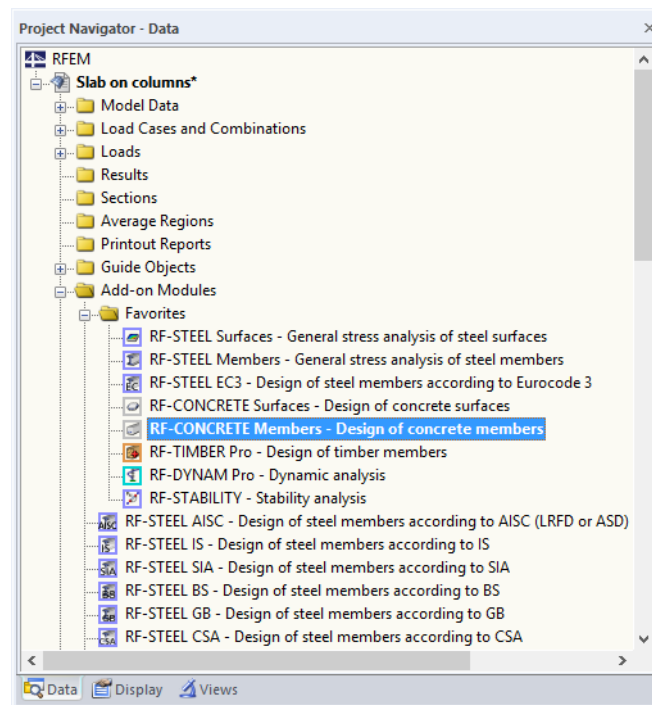 Project Navigator - Data
RFEM
Slab on columns*
Model Data
Load Cases and Combinations
Loads
Results
Sections
Average Regions
Printout Reports
Guide Objects
Add-on Modules
Favorites
RF-STEEL Surfaces - General stress analysis of steel surfaces
RF-STEEL Members - General stress analysis of steel members
EC RF-STEEL EC3 - Design of steel members according to Eurocode 3
RF-CONCRETE Surfaces - Design of concrete surfaces
RF-CONCRETE Members - Design of concrete members
RF-TIMBER Pro - Design of timber members
RF-DYNAM Pro - Dynamic analysis
RF-STABILITY - Stability analysis
AISC RF-STEEL AISC - Design of steel members according to AISC (LRFD or ASD)
IS RF-STEEL IS - Design of steel members according to IS
SIA RF-STEEL SIA - Design of steel members according to SIA
RF-STEEL BS - Design of steel members according to BS
RF-STEEL GB - Design of steel members according to GB
CSA RF-STEEL CSA - Design of steel members according to CSA
Data Display Views